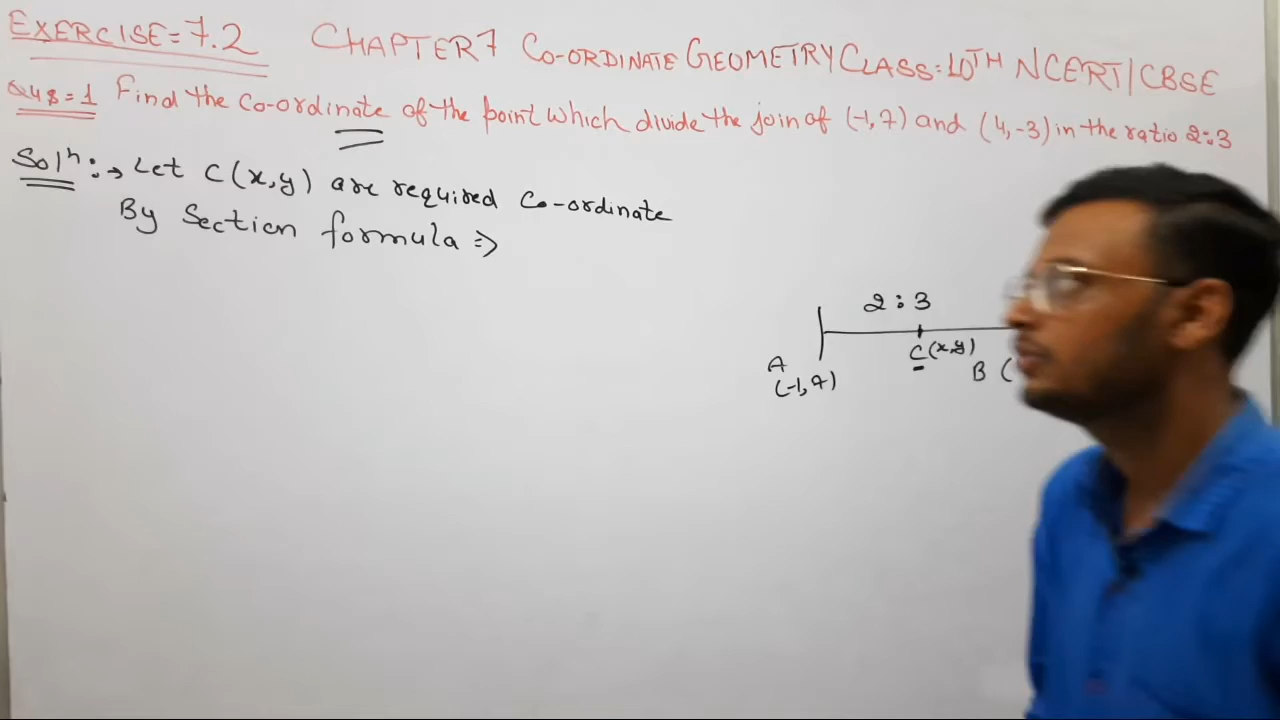 EXERCISE=7.2 CHAPTER 7 CO-ORDINATE GEOMETRY CLASS:10TH NCERT/CBSE
Ques=1 Find the Co-ordinate of the point which divide the join of (-1,7) and (4,-3) in the ratio 2:3
Solⁿ:→ Let C(x,y) are required Co-ordinate
By Section formula ⇒
2:3
C(x,y)
A
B (
(-1,7)